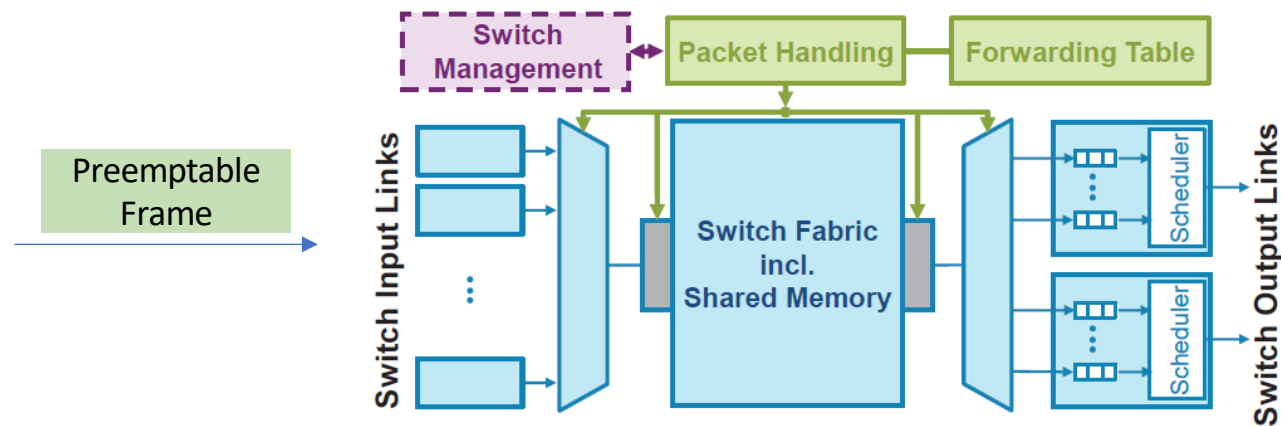 Switch
Management
Packet Handling
Forwarding Table
Preemptable
Frame
Switch Input Links
Switch Fabric
incl.
Shared Memory
Scheduler
Scheduler
Switch Output Links